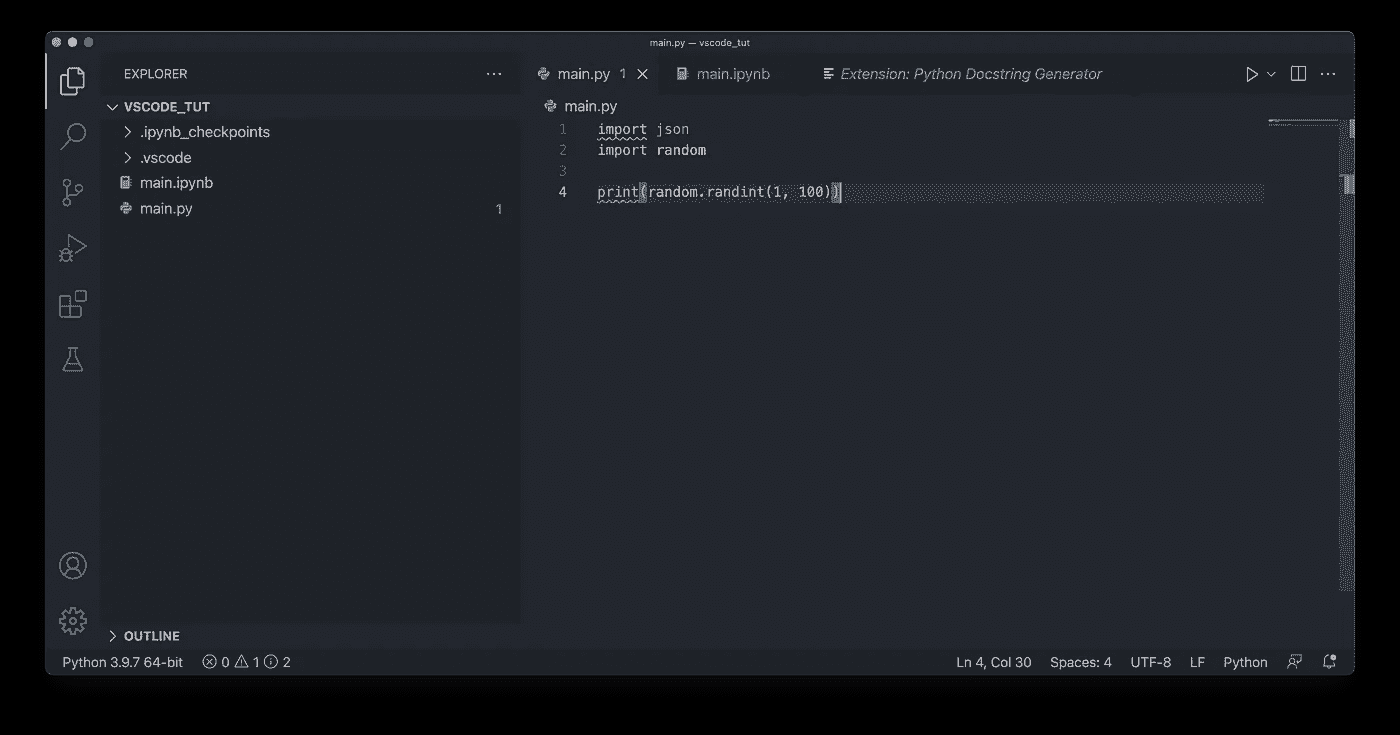 main.py — vscode_tut
EXPLORER
VSCODE_TUT
.ipynb_checkpoints
.vscode
main.ipynb
main.py 1
OUTLINE
main.py 1 main.ipynb Extension: Python Docstring Generator
main.py
1 import json
2 import random
3
4 print(random.randint(1, 100))
Python 3.9.7 64-bit 0 1 2 Ln 4, Col 30 Spaces: 4 UTF-8 LF Python